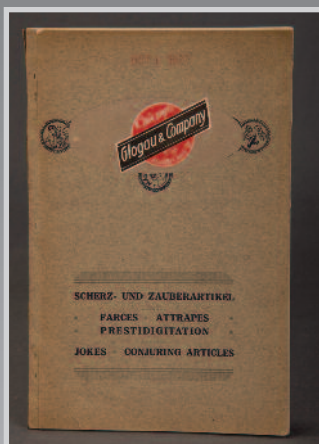 Glogau & Company
SCHERZ- UND ZAUBERARTIKEL
FARCES - ATTRAPES
PRESTIDIGITATION
JOKES - CONJURING ARTICLES